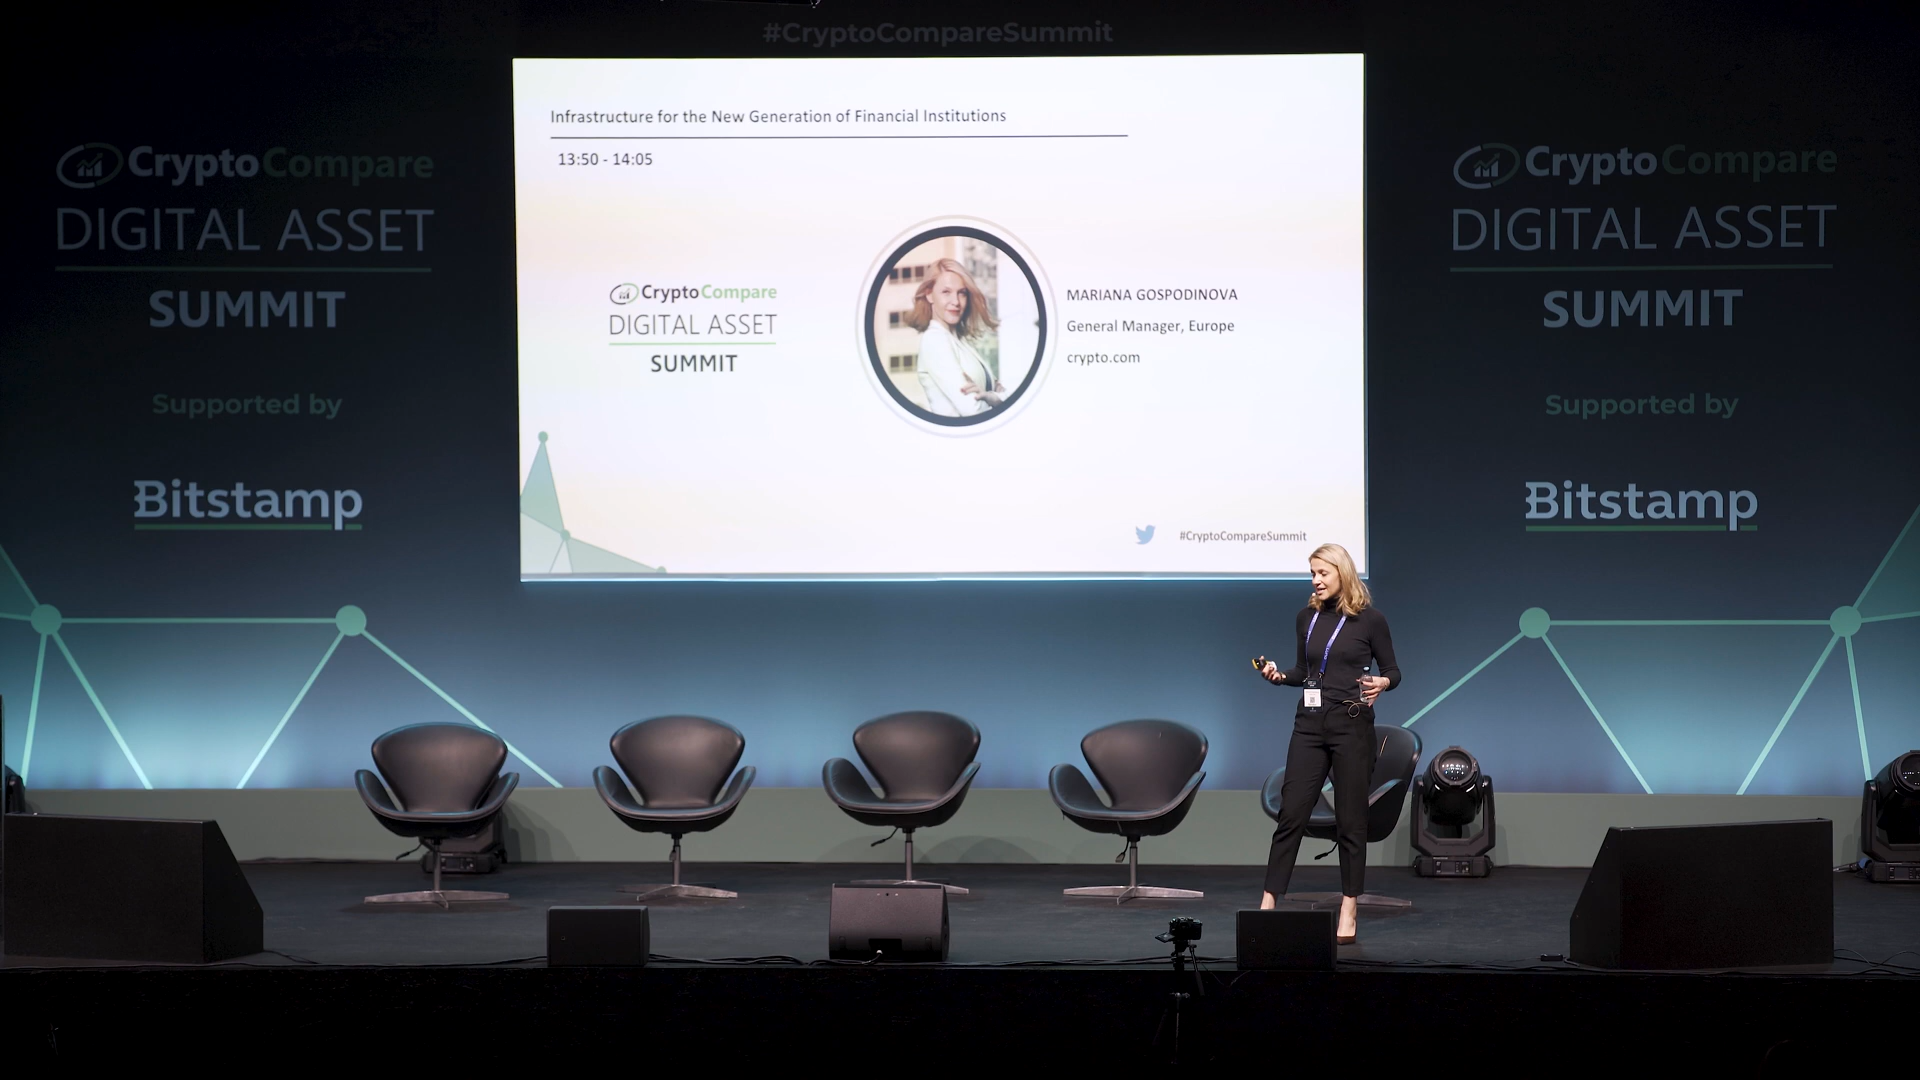 #CryptoCompareSummit
Infrastructure for the New Generation of Financial Institutions
13:50 - 14:05
CryptoCompare
DIGITAL ASSET
SUMMIT
MARIANA GOSPODINOVA
General Manager, Europe
crypto.com
#CryptoCompareSummit
CryptoCompare
DIGITAL ASSET
SUMMIT
Supported by
Bitstamp
CryptoCompare
DIGITAL ASSET
SUMMIT
Supported by
Bitstamp